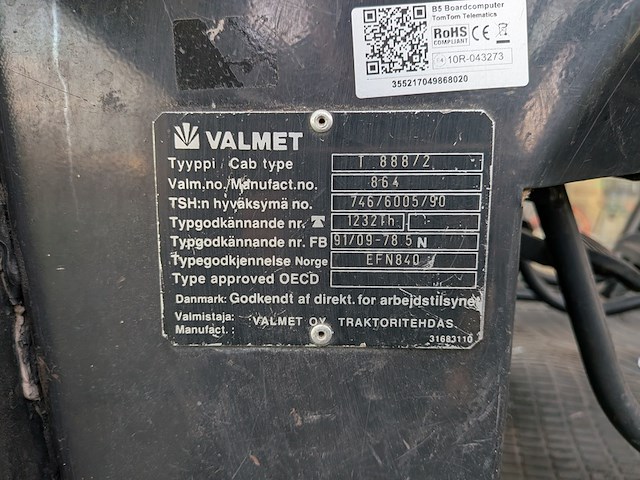 B5 Boardcomputer
TomTom Telematics
RoHS
COMPLIANT
CE
10R-043273
355217049868020
VALMET
Tyyppi / Cab type T 888/2
Valm.no./Manufact.no. 864
TSH:n hyväksymä no. 746/6005/90
Typgodkännande nr. 12321h
Typgodkännande nr. FB 91/09-78 5 N
Typegodkjennelse Norge EFN840
Type approved OECD
Danmark: Godkendt af direkt. for arbejdstilsynet
Valmistaja: VALMET OY TRAKTORITEHDAS
Manufact.:
31683110